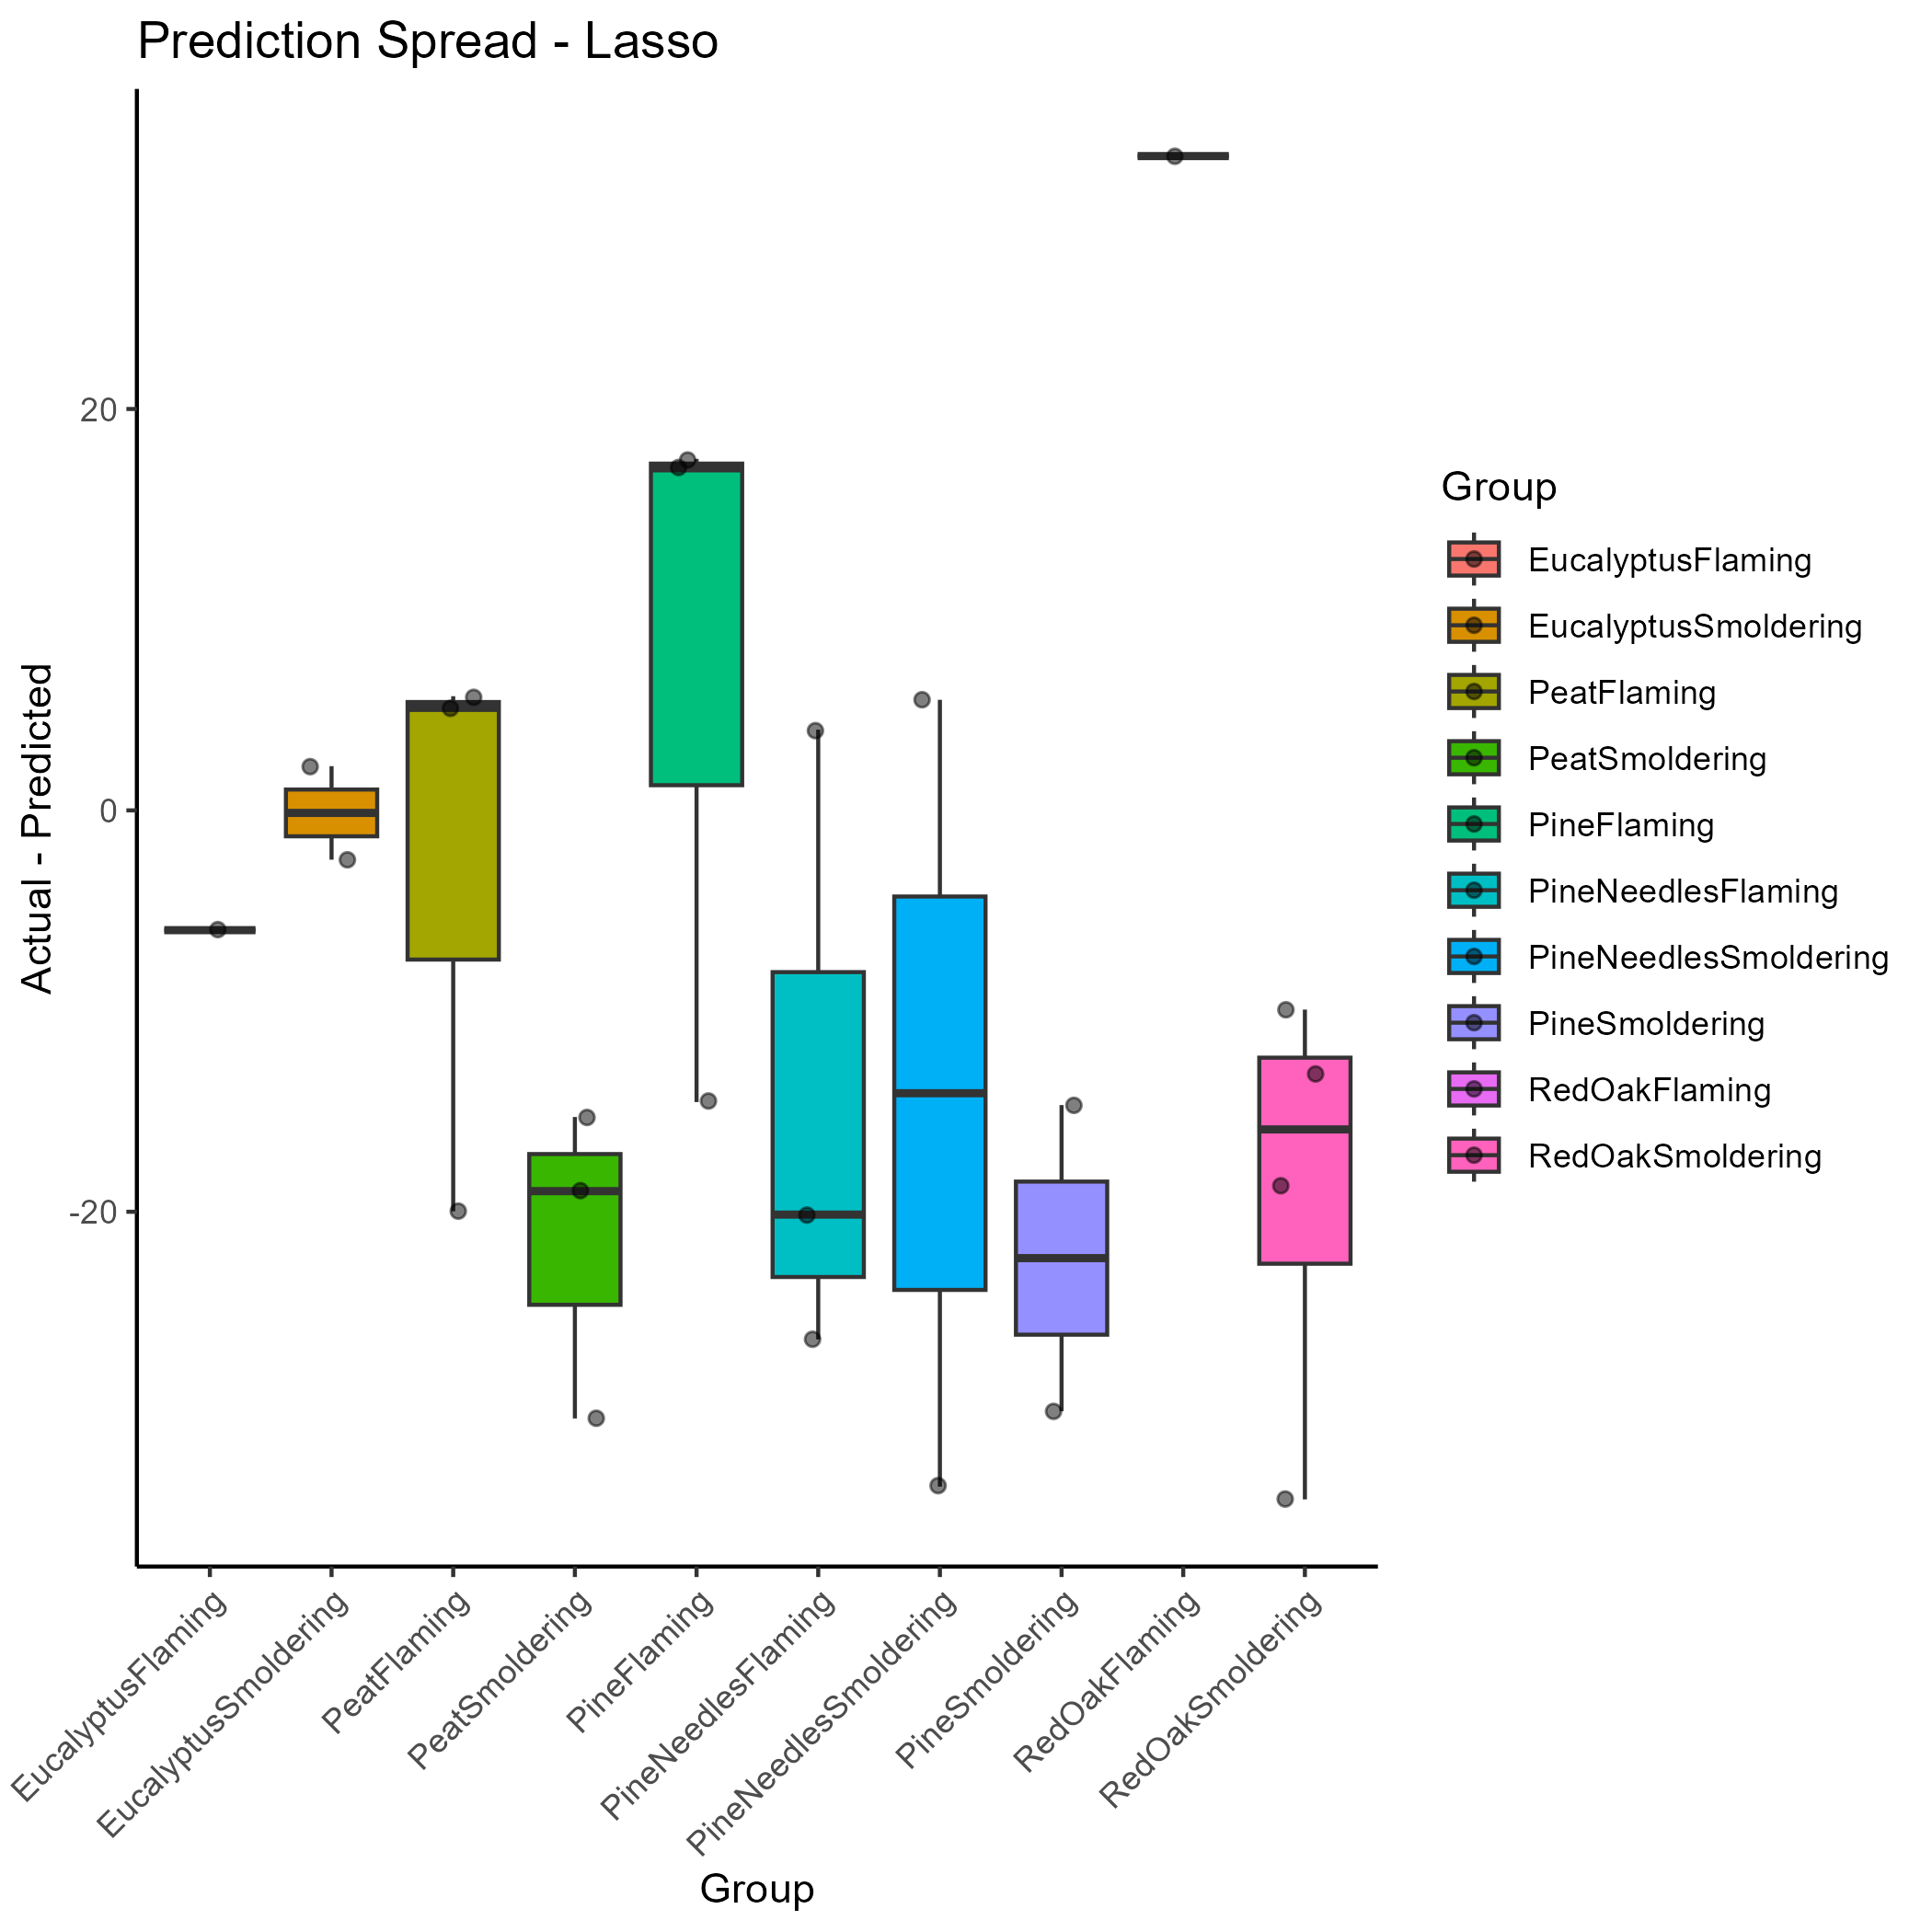 Prediction Spread - Lasso
Actual - Predicted
20
0
-20
EucalyptusFlaming
EucalyptusSmoldering
PeatFlaming
PeatSmoldering
PineFlaming
PineNeedlesFlaming
PineNeedlesSmoldering
PineSmoldering
RedOakFlaming
RedOakSmoldering
Group
Group
EucalyptusFlaming
EucalyptusSmoldering
PeatFlaming
PeatSmoldering
PineFlaming
PineNeedlesFlaming
PineNeedlesSmoldering
PineSmoldering
RedOakFlaming
RedOakSmoldering